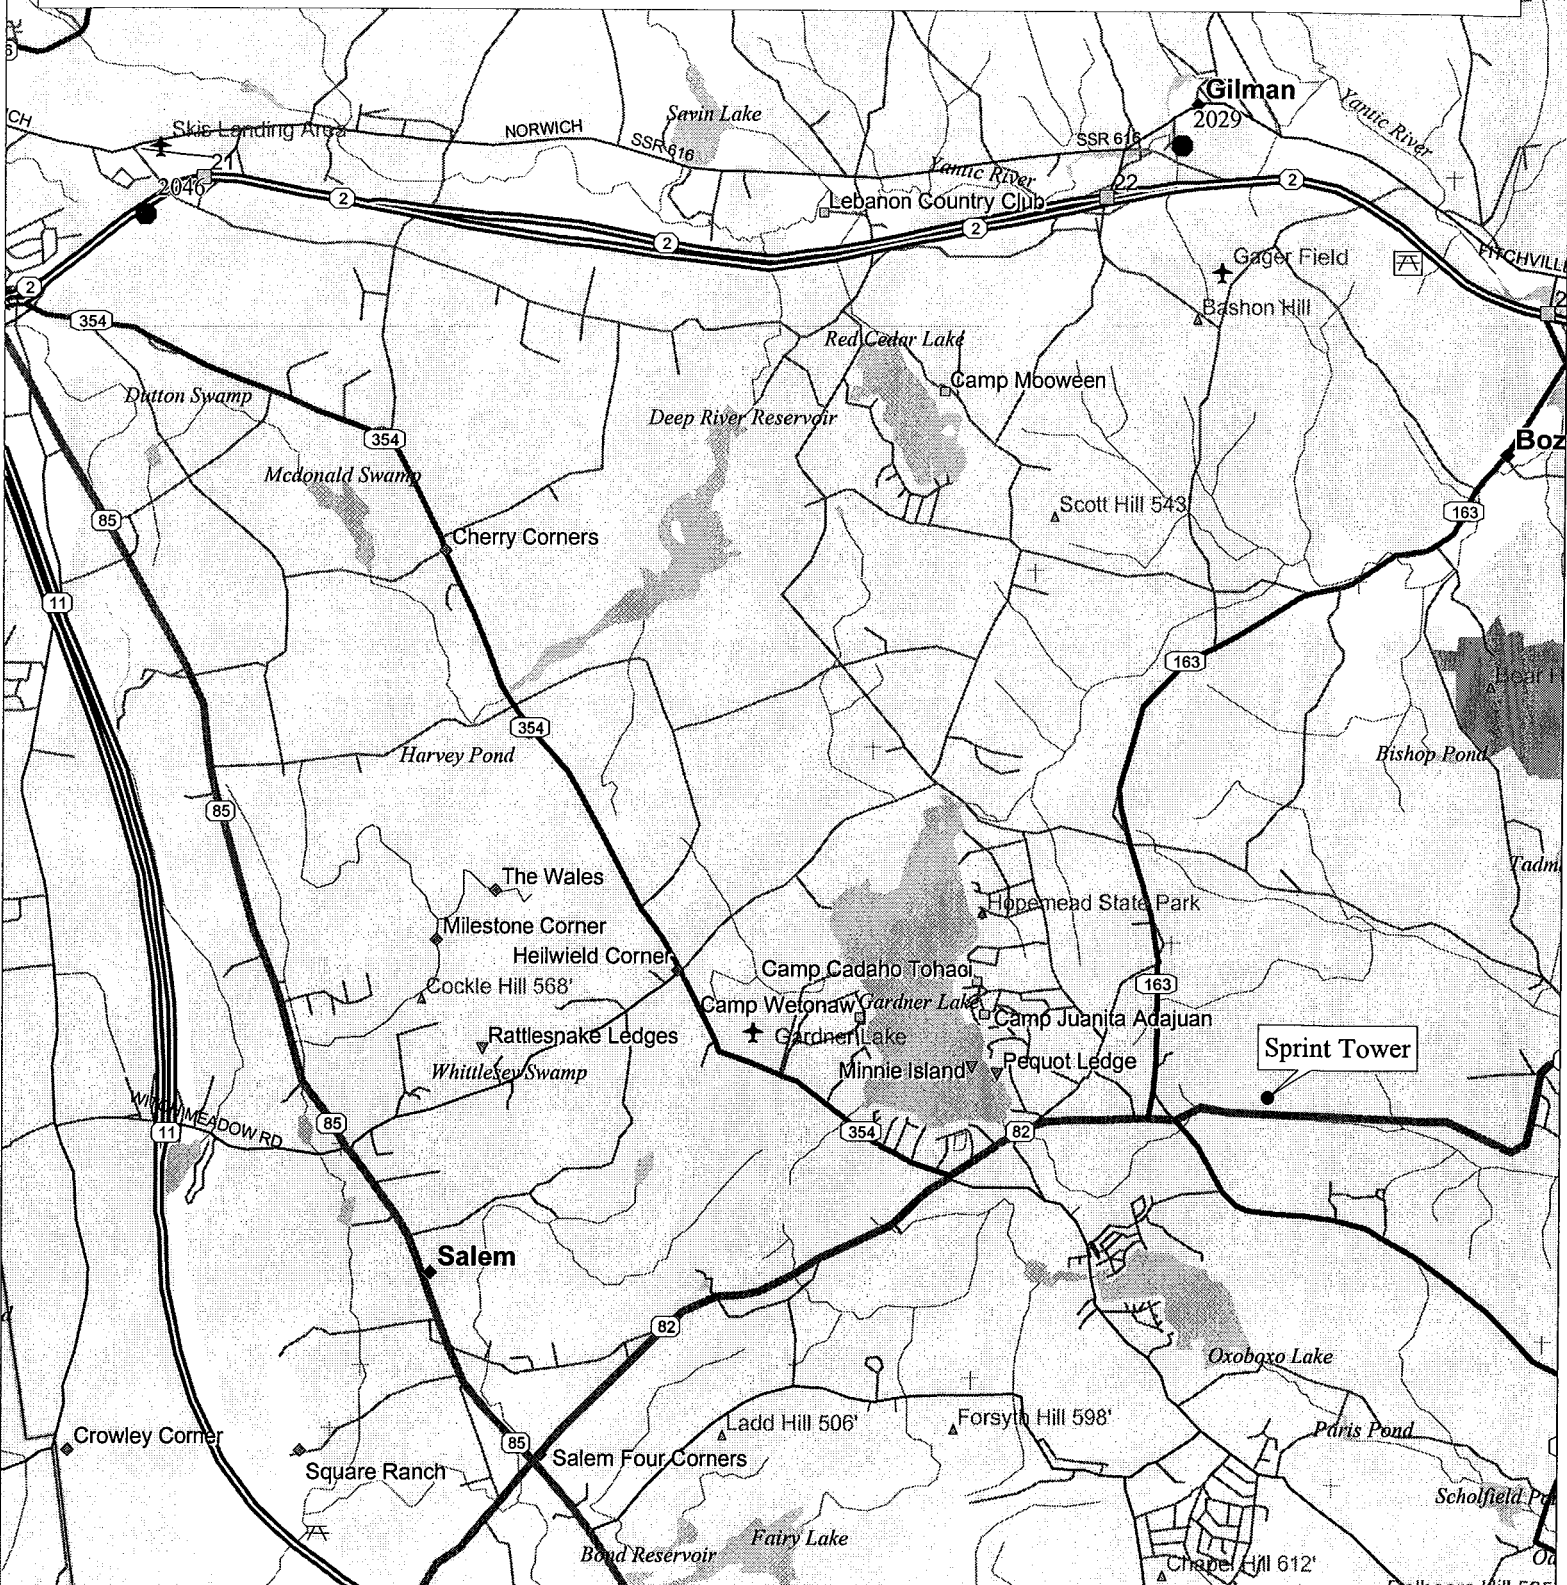 6
Gilman
2029
Yantic River
CH
Skis Landing Area
NORWICH
SSR 616
Savin Lake
SSR 616
Yantic River
21
2046
22
2
2
Lebanon Country Club
2
2
2
FITCHVILL
Gager Field
Bashon Hill
2
354
Red Cedar Lake
Camp Mooween
Dutton Swamp
Deep River Reservoir
354
Boz
Mcdonald Swamp
Scott Hill 543'
163
85
Cherry Corners
11
163
Bear H
354
Harvey Pond
Bishop Pond
85
Tadm
The Wales
Hopemead State Park
Milestone Corner
Heilwield Corner
Camp Cadaho Tohaci
163
Cockle Hill 568'
Camp Wetonaw
Gardner Lake
Camp Juanita Adajuan
Rattlesnake Ledges
Gardner Lake
Sprint Tower
Whittlesey Swamp
Minnie Island
Pequot Ledge
WITCH MEADOW RD
85
11
354
82
Salem
82
Oxoboxo Lake
Ladd Hill 506'
Forsyth Hill 598'
Paris Pond
Crowley Corner
85
Salem Four Corners
Square Ranch
Scholfield Po
Fairy Lake
Bond Reservoir
Chapel Hill 612'